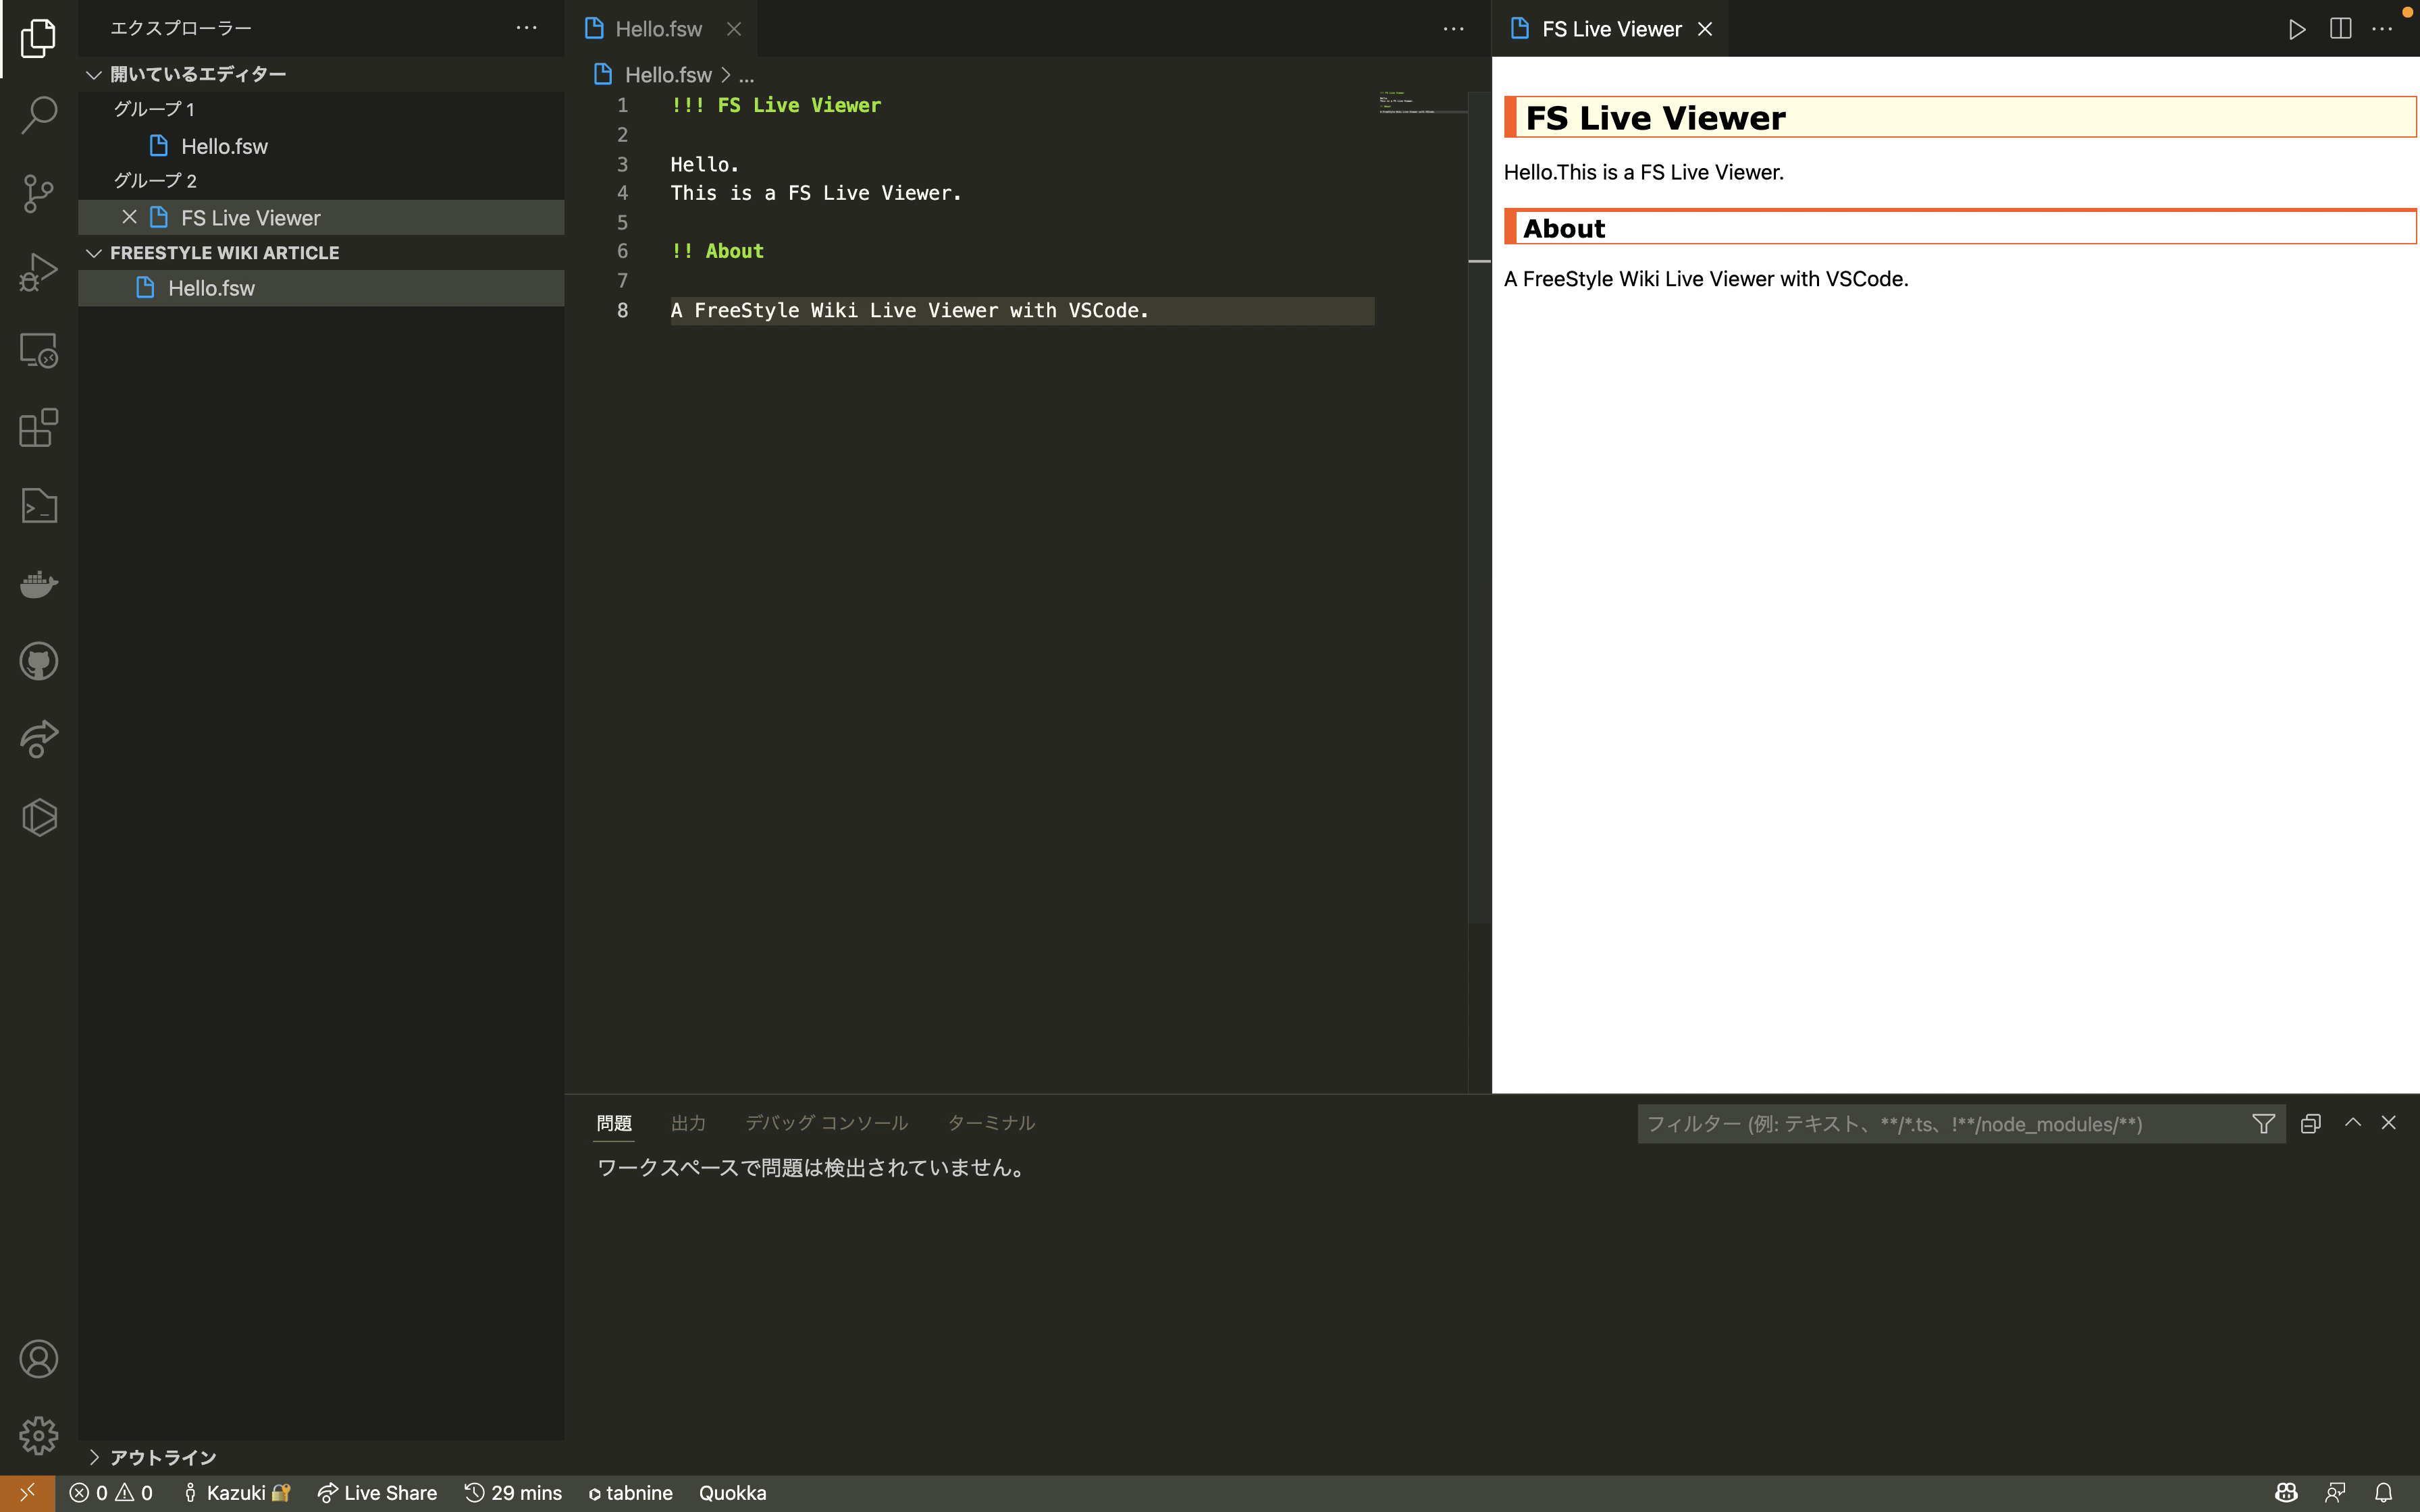 エクスプローラー
開いているエディター
グループ 1
Hello.fsw
グループ 2
FS Live Viewer
FREESTYLE WIKI ARTICLE
Hello.fsw
アウトライン
Hello.fsw
Hello.fsw > ...
1 !!! FS Live Viewer
2
3 Hello.
4 This is a FS Live Viewer.
5
6 !! About
7
8 A FreeStyle Wiki Live Viewer with VSCode.
FS Live Viewer
FS Live Viewer
Hello.This is a FS Live Viewer.
About
A FreeStyle Wiki Live Viewer with VSCode.
問題 出力 デバッグ コンソール ターミナル
フィルター (例: テキスト、**/*.ts、!**/node_modules/**)
ワークスペースで問題は検出されていません。
0 0 Kazuki Live Share 29 mins tabnine Quokka